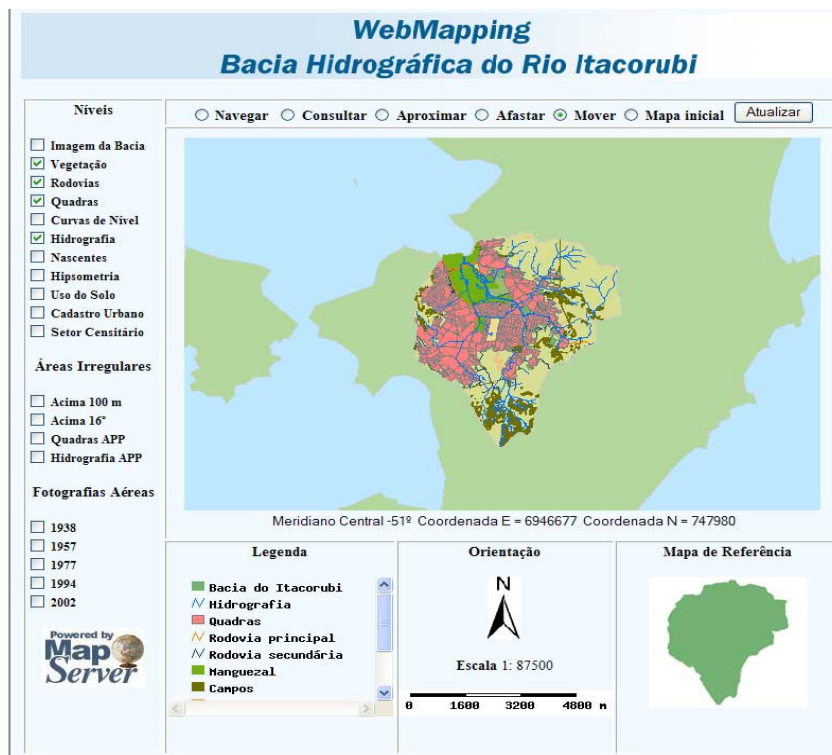 WebMapping
Bacia Hidrográfica do Rio Itacorubi
Níveis
Imagem da Bacia
Vegetação
Rodovias
Quadras
Curvas de Nível
Hidrografia
Nascentes
Hipsometria
Uso do Solo
Cadastro Urbano
Setor Censitário
Áreas Irregulares
Acima 100 m
Acima 16º
Quadras APP
Hidrografia APP
Fotografias Aéreas
1938
1957
1977
1994
2002
Powered by
Map
Server
Navegar Consultar Aproximar Afastar Mover Mapa inicial Atualizar
Meridiano Central -51º Coordenada E = 6946677 Coordenada N = 747980
Legenda
Bacia do Itacorubi
Hidrografia
Quadras
Rodovia principal
Rodovia secundária
Manguezal
Campos
Orientação
N
Escala 1: 87500
0 1600 3200 4800 m
Mapa de Referência